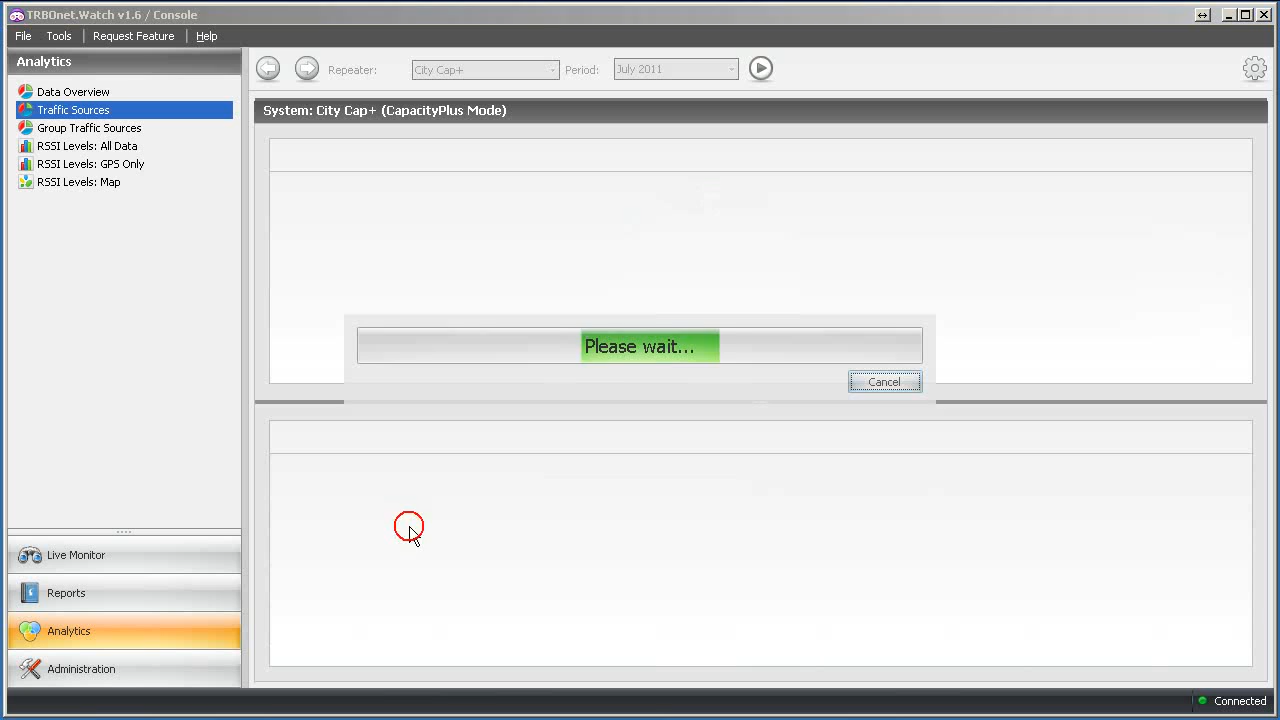 TRBOnet.Watch v1.6 / Console
File Tools Request Feature Help
Analytics
Data Overview
Traffic Sources
Group Traffic Sources
RSSI Levels: All Data
RSSI Levels: GPS Only
RSSI Levels: Map
Live Monitor
Reports
Analytics
Administration
Repeater: City Cap+ Period: July 2011
System: City Cap+ (CapacityPlus Mode)
Please wait...
Cancel
Connected